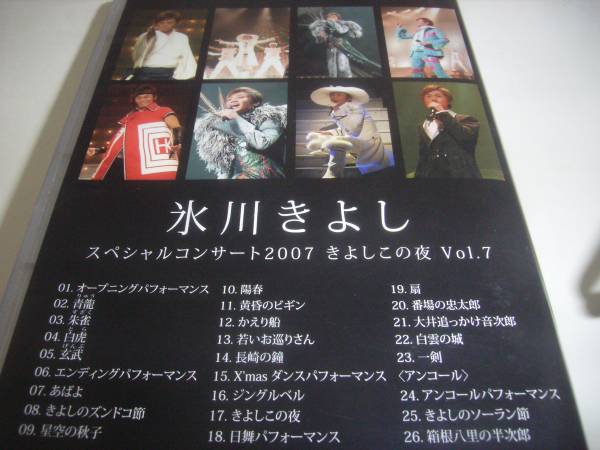 氷川きよし
スペシャルコンサート2007 きよしこの夜 Vol.7
01. オープニングパフォーマンス
02. 青龍
03. 朱雀
04. 白虎
05. 玄武
06. エンディングパフォーマンス
07. あばよ
08. きよしのズンドコ節
09. 星空の秋子
10. 陽春
11. 黄昏のビギン
12. かえり船
13. 若いお巡りさん
14. 長崎の鐘
15. X'mas ダンスパフォーマンス
16. ジングルベル
17. きよしこの夜
18. 日舞パフォーマンス
19. 扇
20. 番場の忠太郎
21. 大井追っかけ音次郎
22. 白雲の城
23. 一剣
〈アンコール〉
24. アンコールパフォーマンス
25. きよしのソーラン節
26. 箱根八里の半次郎